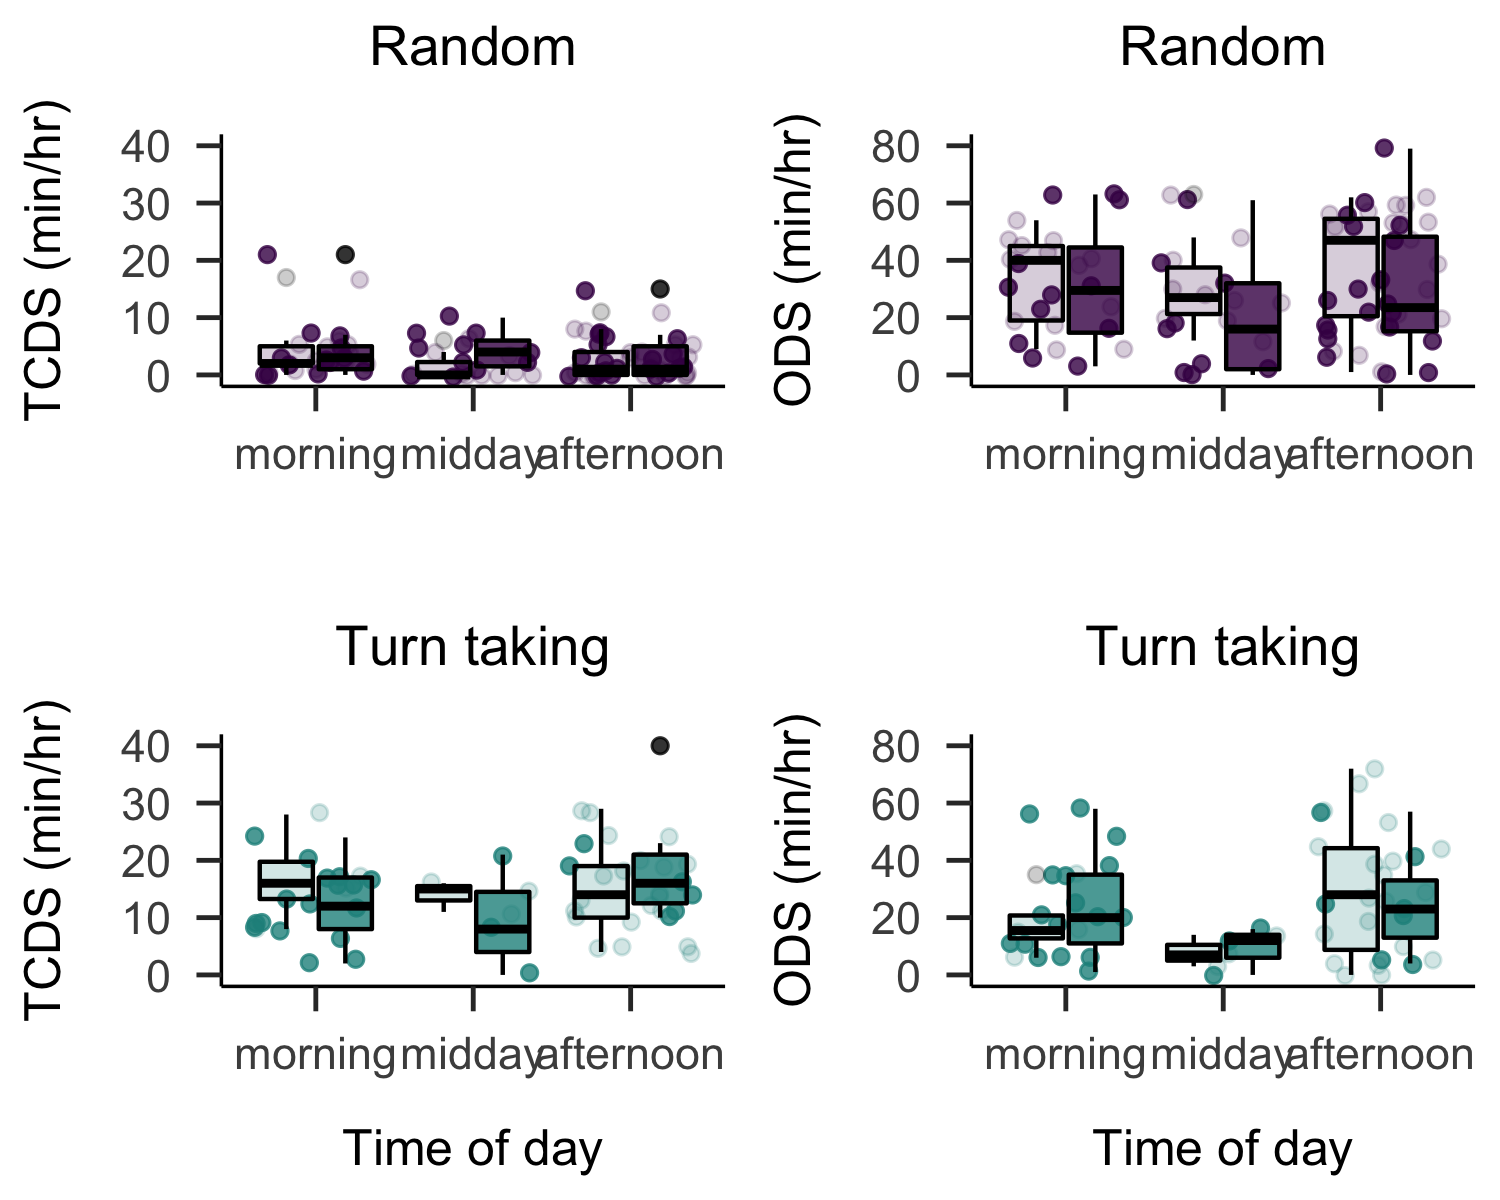 Random
TCDS (min/hr)
40
30
20
10
0
morning midday afternoon
Random
ODS (min/hr)
80
60
40
20
0
morning midday afternoon
Turn taking
TCDS (min/hr)
40
30
20
10
0
morning midday afternoon
Time of day
Turn taking
ODS (min/hr)
80
60
40
20
0
morning midday afternoon
Time of day